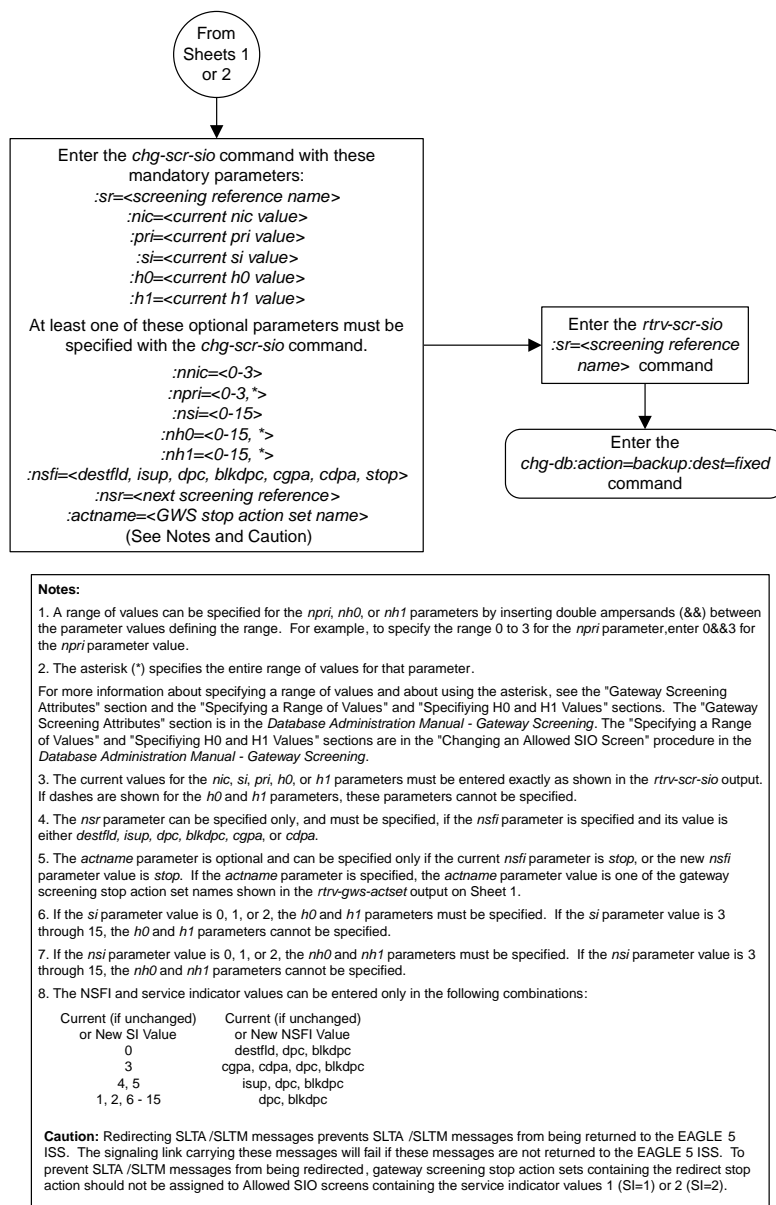 From
Sheets 1
or 2
Enter the chg-scr-sio command with these
mandatory parameters:
:sr=<screening reference name>
:nic=<current nic value>
:pri=<current pri value>
:si=<current si value>
:h0=<current h0 value>
:h1=<current h1 value>
At least one of these optional parameters must be
specified with the chg-scr-sio command.
:nnic=<0-3>
:npri=<0-3,*>
:nsi=<0-15>
:nh0=<0-15, *>
:nh1=<0-15, *>
:nsfi=<destfld, isup, dpc, blkdpc, cgpa, cdpa, stop>
:nsr=<next screening reference>
:actname=<GWS stop action set name>
(See Notes and Caution)
Enter the rtrv-scr-sio
:sr=<screening reference
name> command
Enter the
chg-db:action=backup:dest=fixed
command
Notes:
1. A range of values can be specified for the npri, nh0, or nh1 parameters by inserting double ampersands (&&) between
the parameter values defining the range. For example, to specify the range 0 to 3 for the npri parameter,enter 0&&3 for
the npri parameter value.
2. The asterisk (*) specifies the entire range of values for that parameter.
For more information about specifying a range of values and about using the asterisk, see the "Gateway Screening
Attributes" section and the "Specifying a Range of Values" and "Specifying H0 and H1 Values" sections. The "Gateway
Screening Attributes" section is in the Database Administration Manual - Gateway Screening. The "Specifying a Range
of Values" and "Specifiying H0 and H1 Values" sections are in the "Changing an Allowed SIO Screen" procedure in the
Database Administration Manual - Gateway Screening.
3. The current values for the nic, si, pri, h0, or h1 parameters must be entered exactly as shown in the rtrv-scr-sio output.
If dashes are shown for the h0 and h1 parameters, these parameters cannot be specified.
4. The nsr parameter can be specified only, and must be specified, if the nsfi parameter is specified and its value is
either destfld, isup, dpc, blkdpc, cgpa, or cdpa.
5. The actname parameter is optional and can be specified only if the current nsfi parameter is stop, or the new nsfi
parameter value is stop. If the actname parameter is specified, the actname parameter value is one of the gateway
screening stop action set names shown in the rtrv-gws-actset output on Sheet 1.
6. If the si parameter value is 0, 1, or 2, the h0 and h1 parameters must be specified. If the si parameter value is 3
through 15, the h0 and h1 parameters cannot be specified.
7. If the nsi parameter value is 0, 1, or 2, the nh0 and nh1 parameters must be specified. If the nsi parameter value is 3
through 15, the nh0 and nh1 parameters cannot be specified.
8. The NSFI and service indicator values can be entered only in the following combinations:
Current (if unchanged) Current (if unchanged)
or New SI Value or New NSFI Value
0 destfld, dpc, blkdpc
3 cgpa, cdpa, dpc, blkdpc
4, 5 isup, dpc, blkdpc
1, 2, 6 - 15 dpc, blkdpc
Caution: Redirecting SLTA /SLTM messages prevents SLTA /SLTM messages from being returned to the EAGLE 5
ISS. The signaling link carrying these messages will fail if these messages are not returned to the EAGLE 5 ISS. To
prevent SLTA /SLTM messages from being redirected, gateway screening stop action sets containing the redirect stop
action should not be assigned to Allowed SIO screens containing the service indicator values 1 (SI=1) or 2 (SI=2).